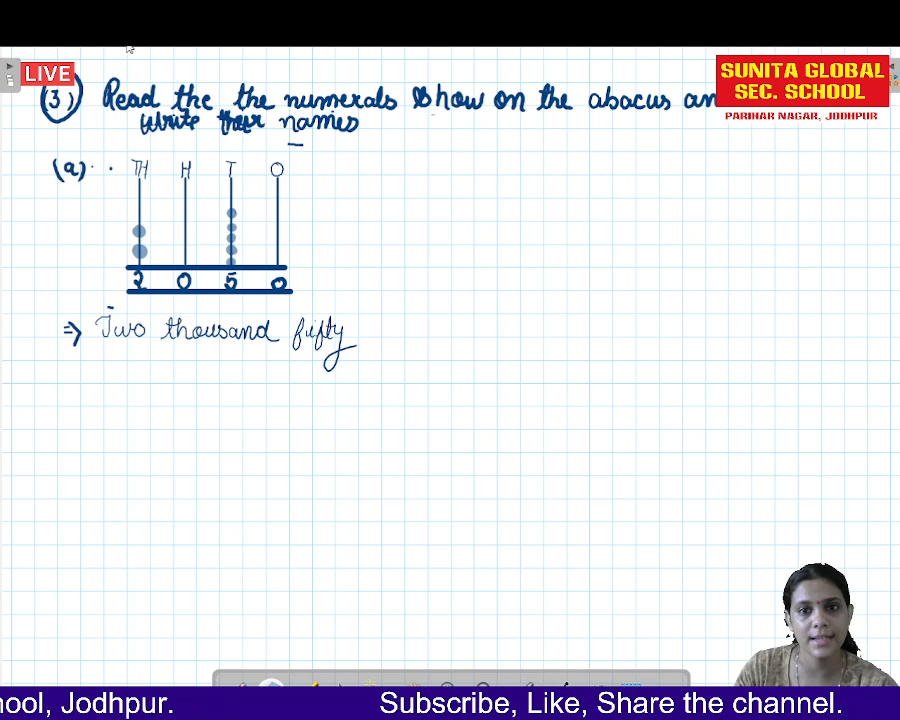 LIVE
SUNITA GLOBAL
SEC. SCHOOL
PARIHAR NAGAR, JODHPUR
(3) Read the the numerals show on the abacus an
write their names
(a)
TH H T O
2 0 5 0
⇒ Two thousand fifty
hool, Jodhpur. Subscribe, Like, Share the channel.